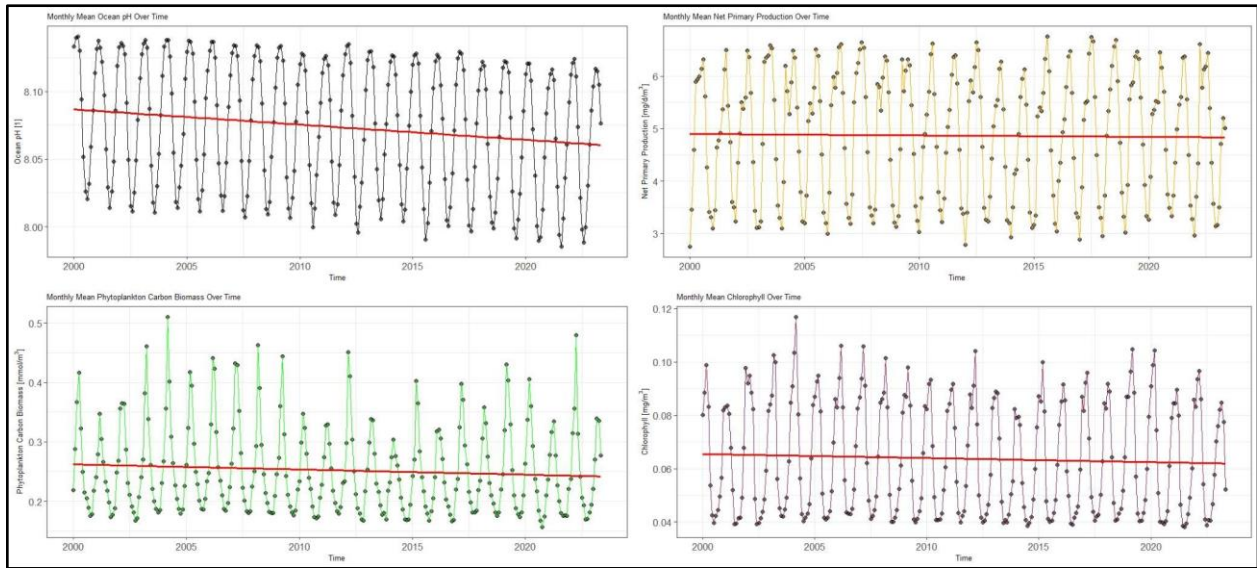 Monthly Mean Ocean pH Over Time
Ocean pH [1]
8.10
8.05
8.00
2000 2005 2010 2015 2020
Time
Monthly Mean Net Primary Production Over Time
Net Primary Production [mg/d/m³]
6
5
4
3
2000 2005 2010 2015 2020
Time
Monthly Mean Phytoplankton Carbon Biomass Over Time
Phytoplankton Carbon Biomass [mmol/m³]
0.5
0.4
0.3
0.2
2000 2005 2010 2015 2020
Time
Monthly Mean Chlorophyll Over Time
Chlorophyll [mg/m³]
0.12
0.10
0.08
0.06
0.04
2000 2005 2010 2015 2020
Time